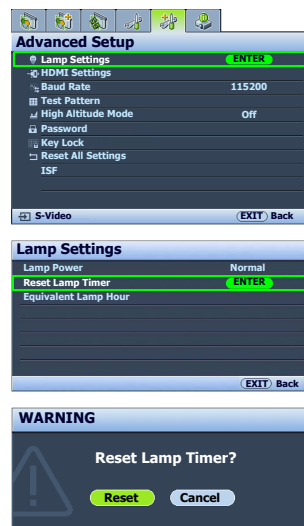 Advanced Setup
Lamp Settings ENTER
HDMI Settings
Baud Rate 115200
Test Pattern
High Altitude Mode Off
Password
Key Lock
Reset All Settings
ISF
S-Video EXIT Back
Lamp Settings
Lamp Power Normal
Reset Lamp Timer ENTER
Equivalent Lamp Hour
EXIT Back
WARNING
Reset Lamp Timer?
Reset Cancel